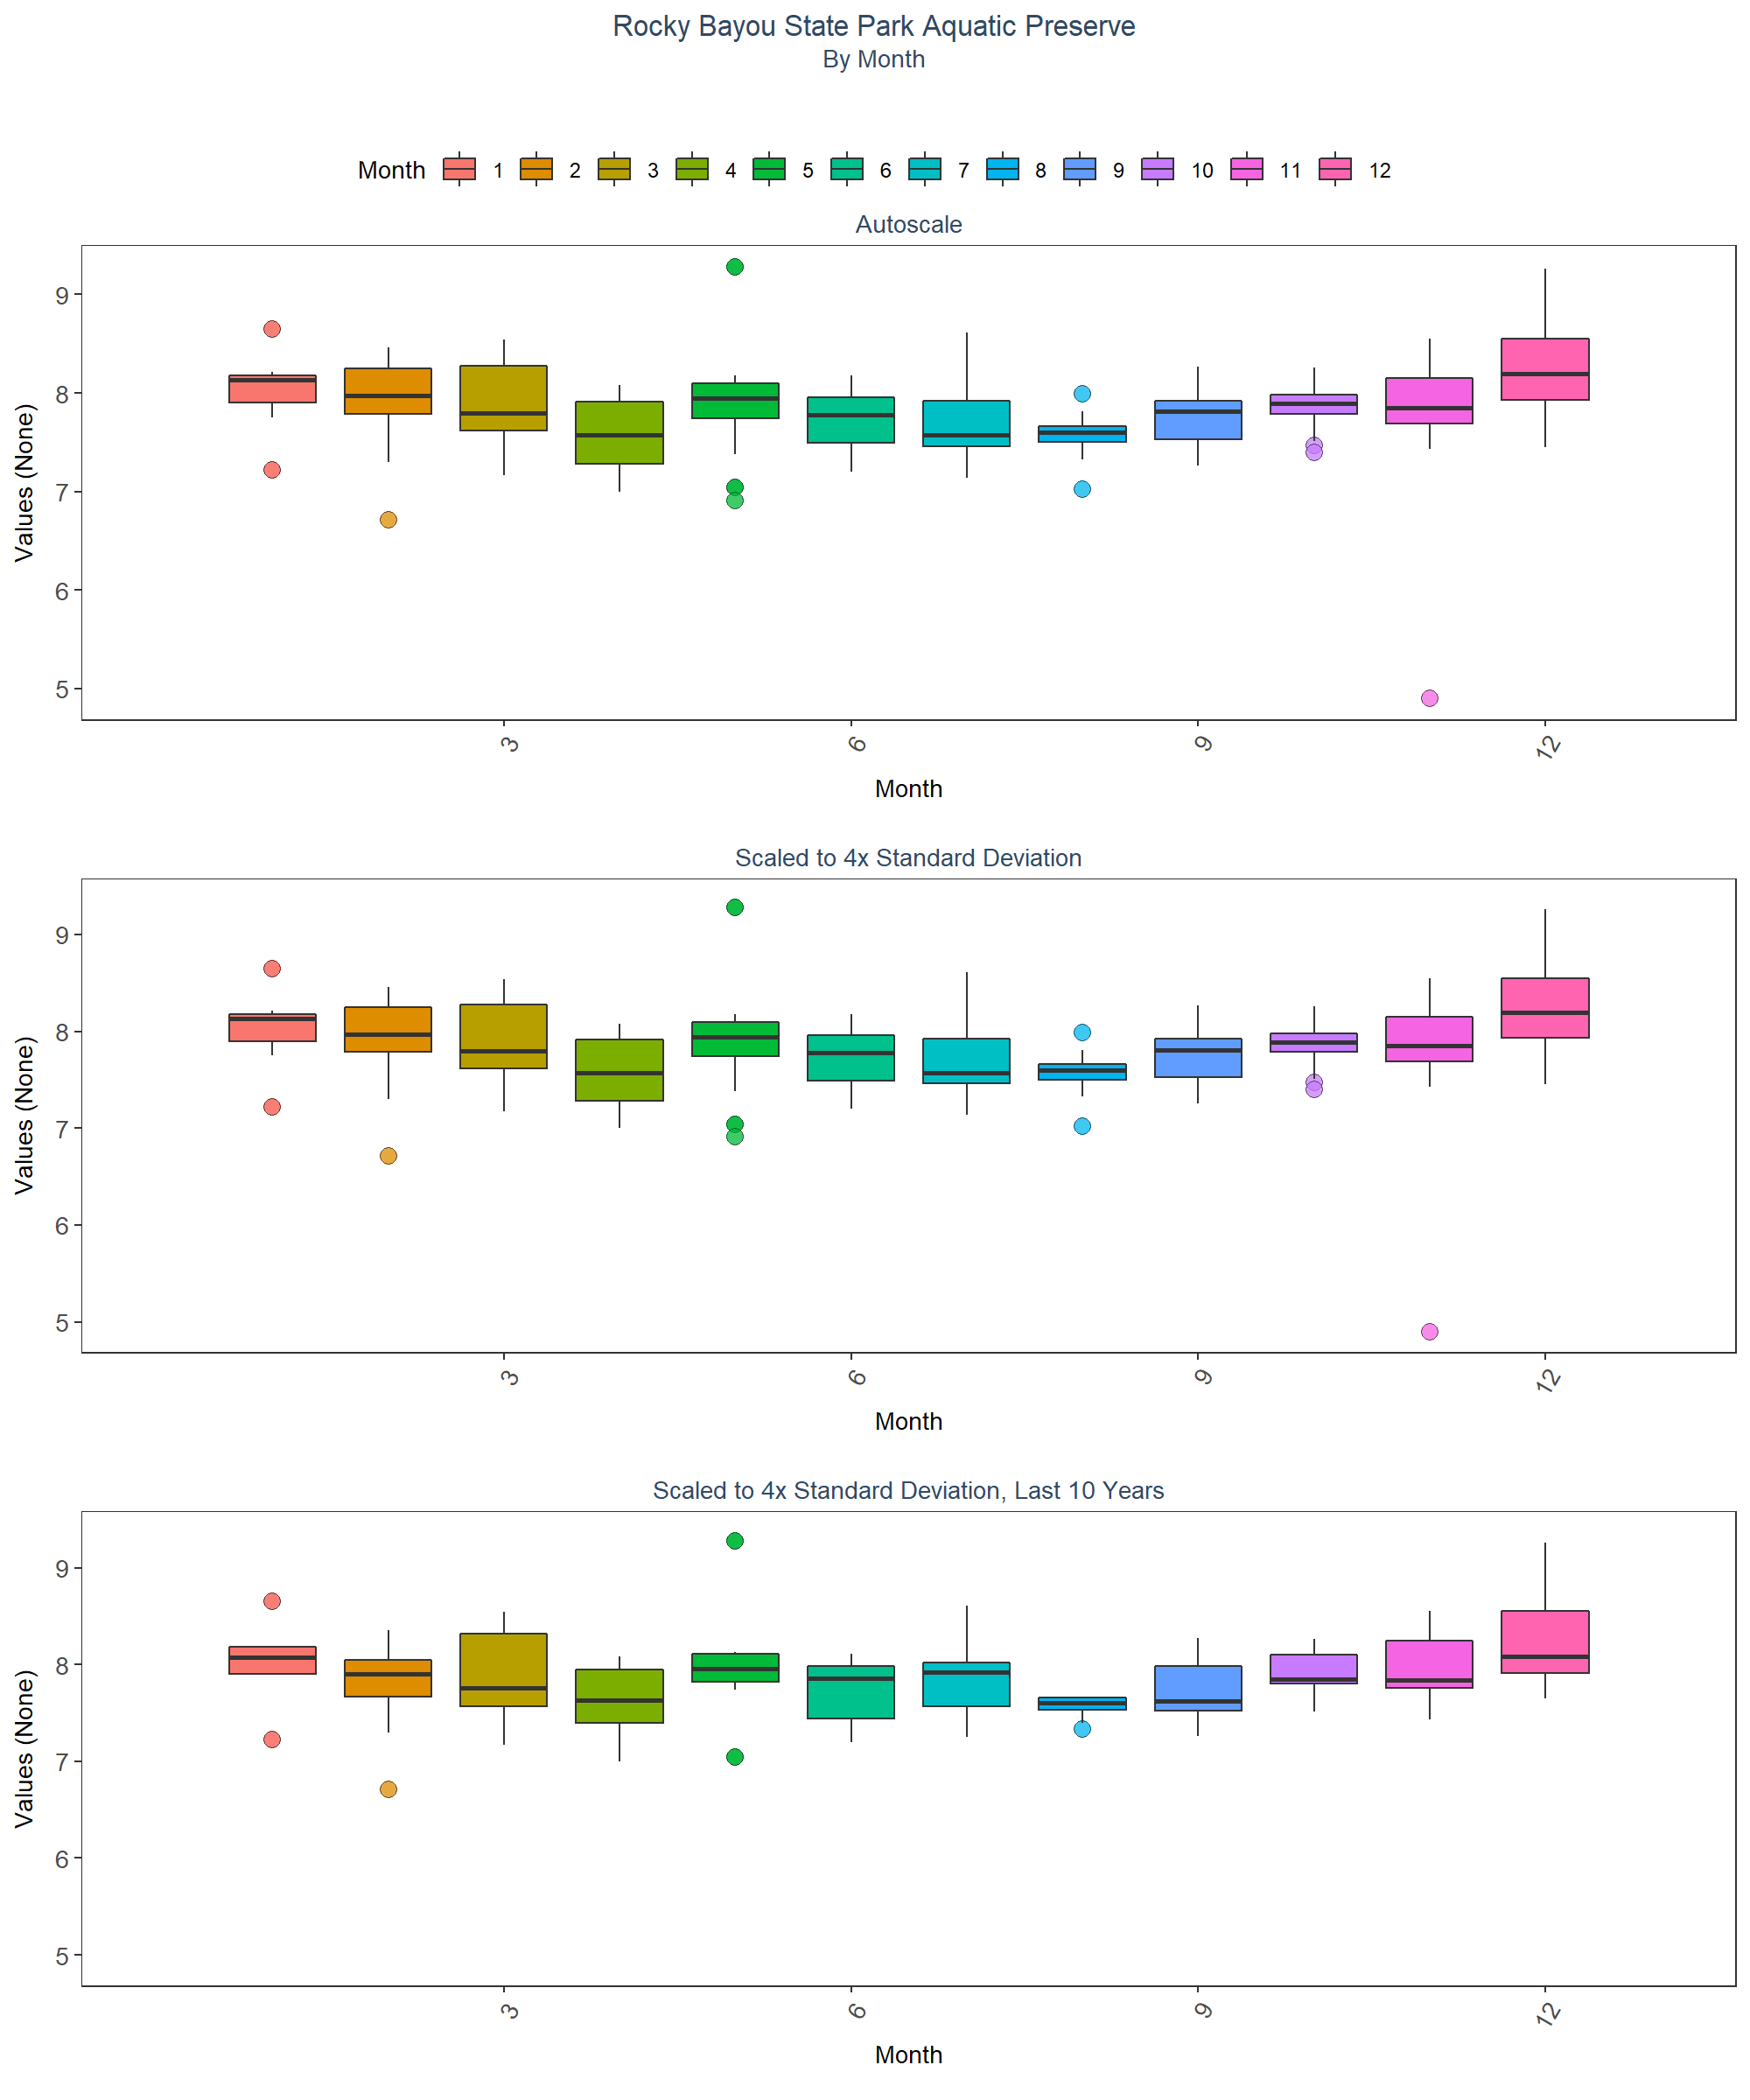 Rocky Bayou State Park Aquatic Preserve
By Month
Month 1 2 3 4 5 6 7 8 9 10 11 12
Autoscale
Values (None)
9
8
7
6
5
3 6 9 12
Month
Scaled to 4x Standard Deviation
Values (None)
9
8
7
6
5
3 6 9 12
Month
Scaled to 4x Standard Deviation, Last 10 Years
Values (None)
9
8
7
6
5
3 6 9 12
Month